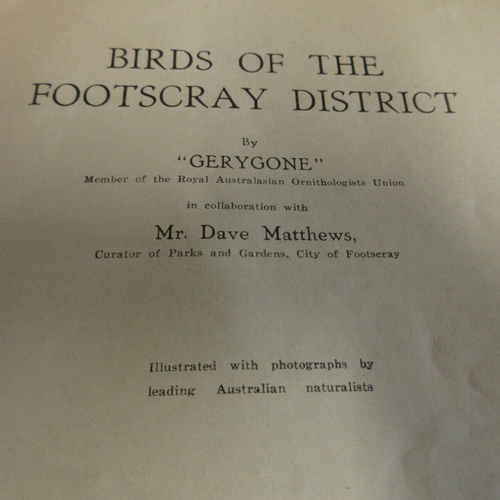 BIRDS OF THE
FOOTSCRAY DISTRICT
By
"GERYGONE"
Member of the Royal Australasian Ornithologists Union
in collaboration with
Mr. Dave Matthews,
Curator of Parks and Gardens, City of Footscray
Illustrated with photographs by
leading Australian naturalists